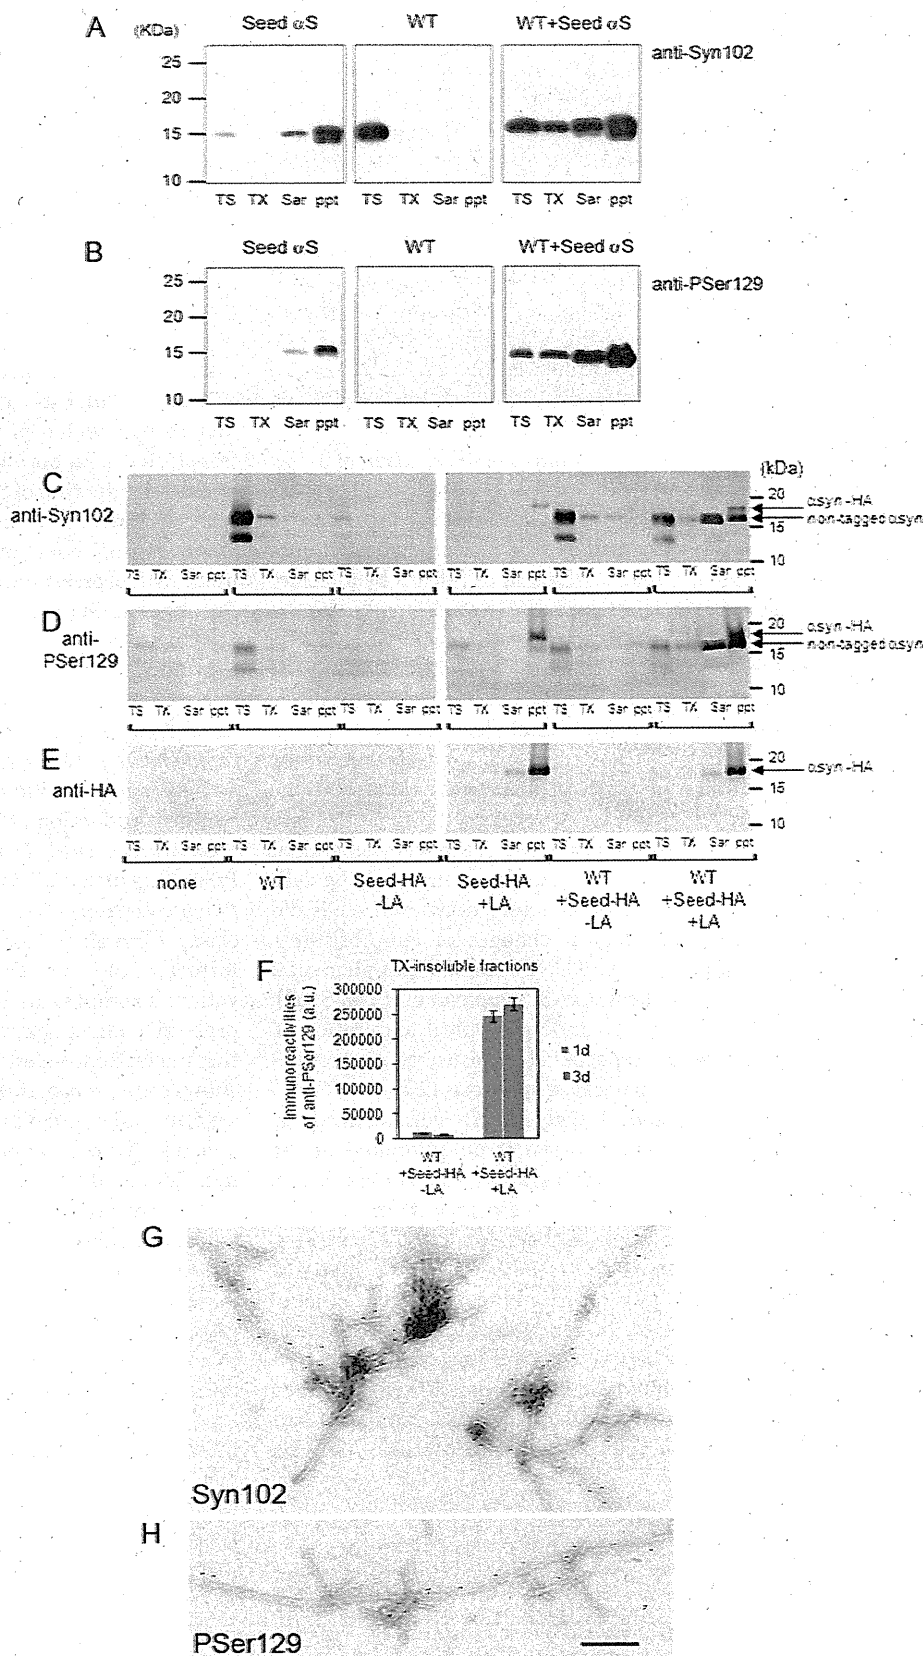 A (KDa) Seed αS WT WT+Seed αS
anti-Syn102
25
20
15
10
TS TX Sar ppt TS TX Sar ppt TS TX Sar ppt
B Seed αS WT WT+Seed αS
anti-PSer129
25
20
15
10
TS TX Sar ppt TS TX Sar ppt TS TX Sar ppt
C
anti-Syn102
(kDa)
20
αsyn-HA
non-tagged αsyn
15
10
TS TX Sar ppt TS TX Sar ppt TS TX Sar ppt TS TX Sar ppt TS TX Sar ppt TS TX Sar ppt
D
anti-
PSer129
20
αsyn-HA
non-tagged αsyn
15
10
TS TX Sar ppt TS TX Sar ppt TS TX Sar ppt TS TX Sar ppt TS TX Sar ppt TS TX Sar ppt
E
anti-HA
20
αsyn-HA
15
10
TS TX Sar ppt TS TX Sar ppt TS TX Sar ppt TS TX Sar ppt TS TX Sar ppt TS TX Sar ppt
none WT Seed-HA Seed-HA WT WT
-LA +LA +Seed-HA +Seed-HA
-LA +LA
F TX-insoluble fractions
Immunoreactivities
of anti-PSer129 (a.u.)
300000
250000
200000
150000
100000
50000
0
1d
3d
WT WT
+Seed-HA +Seed-HA
-LA +LA
G
Syn102
H
PSer129